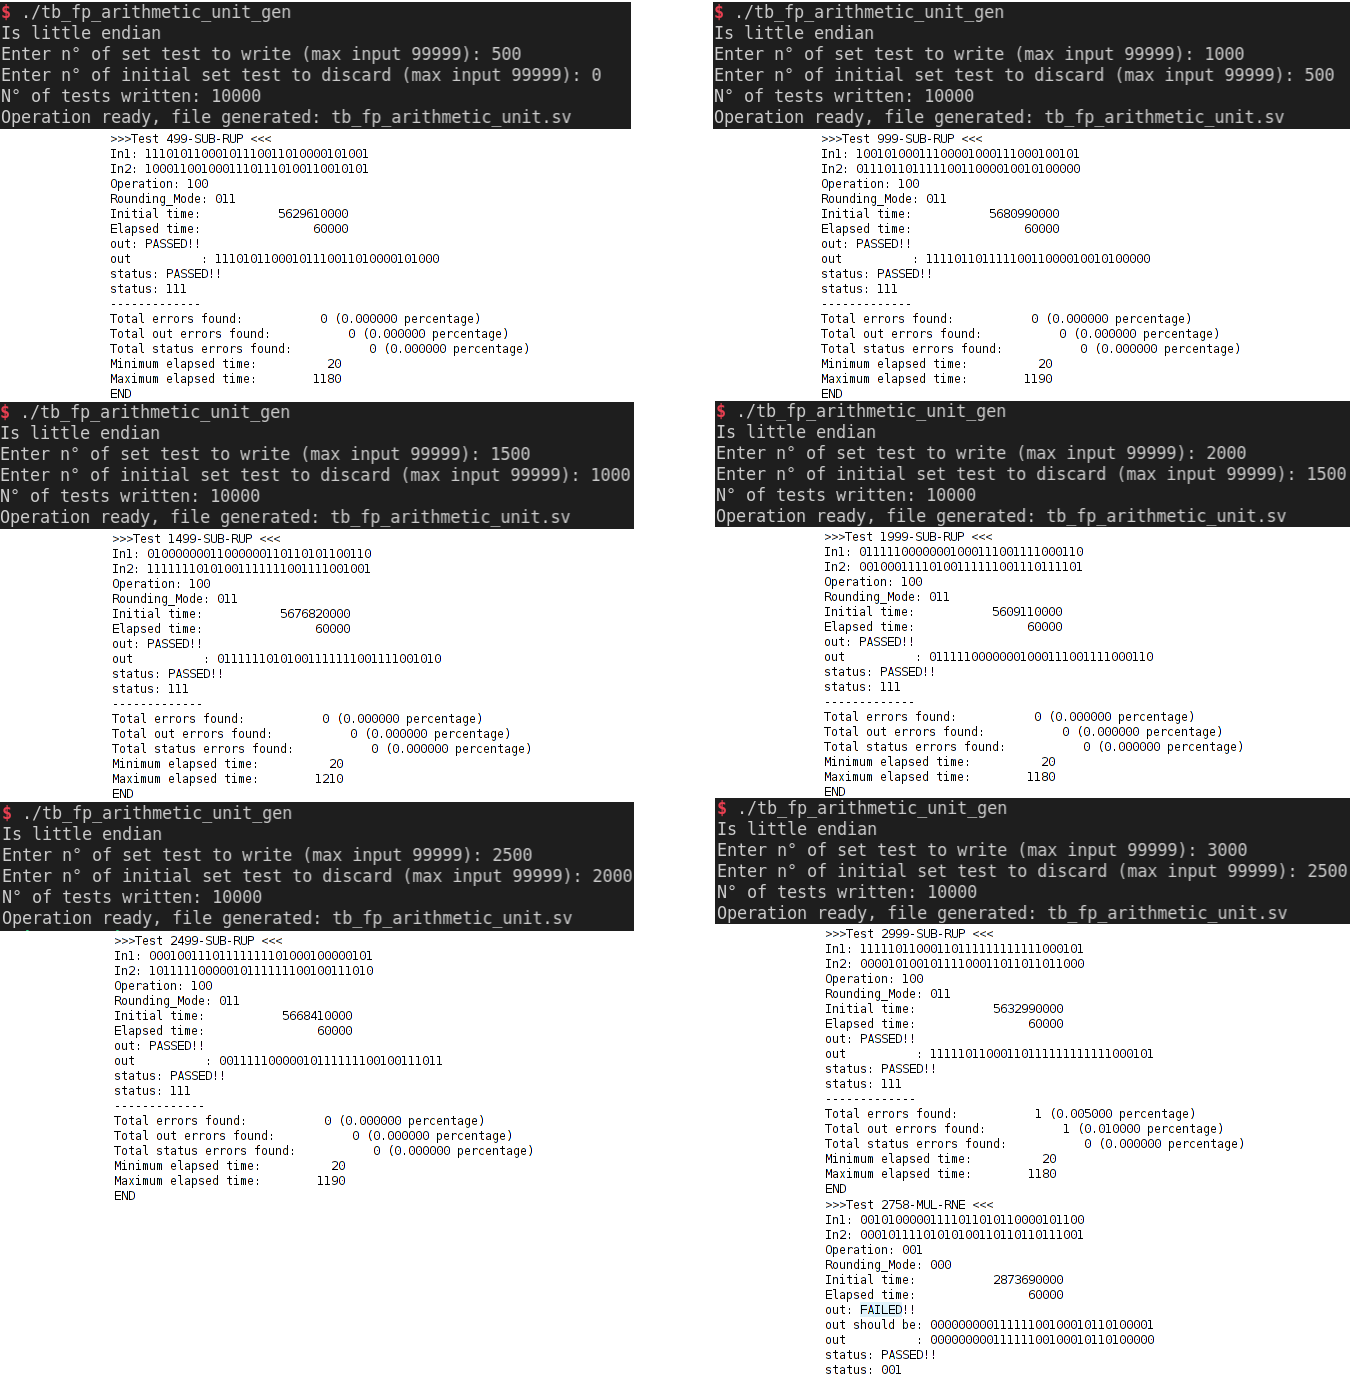 $ ./tb_fp_arithmetic_unit_gen
Is little endian
Enter n° of set test to write (max input 99999): 500
Enter n° of initial set test to discard (max input 99999): 0
N° of tests written: 10000
Operation ready, file generated: tb_fp_arithmetic_unit.sv
>>>Test 499-SUB-RUP <<<
In1: 11101011000101110011010000101001
In2: 10001100100011101110100110010101
Operation: 100
Rounding_Mode: 011
Initial time: 5629610000
Elapsed time: 60000
out: PASSED!!
out : 11101011000101110011010000101000
status: PASSED!!
status: 111
-------------
Total errors found: 0 (0.000000 percentage)
Total out errors found: 0 (0.000000 percentage)
Total status errors found: 0 (0.000000 percentage)
Minimum elapsed time: 20
Maximum elapsed time: 1180
END
$ ./tb_fp_arithmetic_unit_gen
Is little endian
Enter n° of set test to write (max input 99999): 1000
Enter n° of initial set test to discard (max input 99999): 500
N° of tests written: 10000
Operation ready, file generated: tb_fp_arithmetic_unit.sv
>>>Test 999-SUB-RUP <<<
In1: 10010100011100001000111000100101
In2: 01110110111110011000010010100000
Operation: 100
Rounding_Mode: 011
Initial time: 5680990000
Elapsed time: 60000
out: PASSED!!
out : 11110110111110011000010010100000
status: PASSED!!
status: 111
-------------
Total errors found: 0 (0.000000 percentage)
Total out errors found: 0 (0.000000 percentage)
Total status errors found: 0 (0.000000 percentage)
Minimum elapsed time: 20
Maximum elapsed time: 1190
END
$ ./tb_fp_arithmetic_unit_gen
Is little endian
Enter n° of set test to write (max input 99999): 1500
Enter n° of initial set test to discard (max input 99999): 1000
N° of tests written: 10000
Operation ready, file generated: tb_fp_arithmetic_unit.sv
>>>Test 1499-SUB-RUP <<<
In1: 01000000011000000110110101100110
In2: 11111110101001111111001111001001
Operation: 100
Rounding_Mode: 011
Initial time: 5676820000
Elapsed time: 60000
out: PASSED!!
out : 01111110101001111111001111001010
status: PASSED!!
status: 111
-------------
Total errors found: 0 (0.000000 percentage)
Total out errors found: 0 (0.000000 percentage)
Total status errors found: 0 (0.000000 percentage)
Minimum elapsed time: 20
Maximum elapsed time: 1210
END
$ ./tb_fp_arithmetic_unit_gen
Is little endian
Enter n° of set test to write (max input 99999): 2000
Enter n° of initial set test to discard (max input 99999): 1500
N° of tests written: 10000
Operation ready, file generated: tb_fp_arithmetic_unit.sv
>>>Test 1999-SUB-RUP <<<
In1: 01111100000001000111001111000110
In2: 00100011110100111111001110111101
Operation: 100
Rounding_Mode: 011
Initial time: 5609110000
Elapsed time: 60000
out: PASSED!!
out : 01111100000001000111001111000110
status: PASSED!!
status: 111
-------------
Total errors found: 0 (0.000000 percentage)
Total out errors found: 0 (0.000000 percentage)
Total status errors found: 0 (0.000000 percentage)
Minimum elapsed time: 20
Maximum elapsed time: 1180
END
$ ./tb_fp_arithmetic_unit_gen
Is little endian
Enter n° of set test to write (max input 99999): 2500
Enter n° of initial set test to discard (max input 99999): 2000
N° of tests written: 10000
Operation ready, file generated: tb_fp_arithmetic_unit.sv
>>>Test 2499-SUB-RUP <<<
In1: 00010011101111111101000100000101
In2: 10111110000010111111100100111010
Operation: 100
Rounding_Mode: 011
Initial time: 5668410000
Elapsed time: 60000
out: PASSED!!
out : 00111110000010111111100100111011
status: PASSED!!
status: 111
-------------
Total errors found: 0 (0.000000 percentage)
Total out errors found: 0 (0.000000 percentage)
Total status errors found: 0 (0.000000 percentage)
Minimum elapsed time: 20
Maximum elapsed time: 1190
END
$ ./tb_fp_arithmetic_unit_gen
Is little endian
Enter n° of set test to write (max input 99999): 3000
Enter n° of initial set test to discard (max input 99999): 2500
N° of tests written: 10000
Operation ready, file generated: tb_fp_arithmetic_unit.sv
>>>Test 2999-SUB-RUP <<<
In1: 11111011000110111111111111000101
In2: 00001010010111100011011011011000
Operation: 100
Rounding_Mode: 011
Initial time: 5632990000
Elapsed time: 60000
out: PASSED!!
out : 11111011000110111111111111000101
status: PASSED!!
status: 111
-------------
Total errors found: 1 (0.005000 percentage)
Total out errors found: 1 (0.010000 percentage)
Total status errors found: 0 (0.000000 percentage)
Minimum elapsed time: 20
Maximum elapsed time: 1180
END
>>>Test 2758-MUL-RNE <<<
In1: 00101000001111011010110000101100
In2: 00010111101010100110110110111001
Operation: 001
Rounding_Mode: 000
Initial time: 2873690000
Elapsed time: 60000
out: FAILED!!
out should be: 00000000011111100100010110100001
out : 00000000011111100100010110100000
status: PASSED!!
status: 001